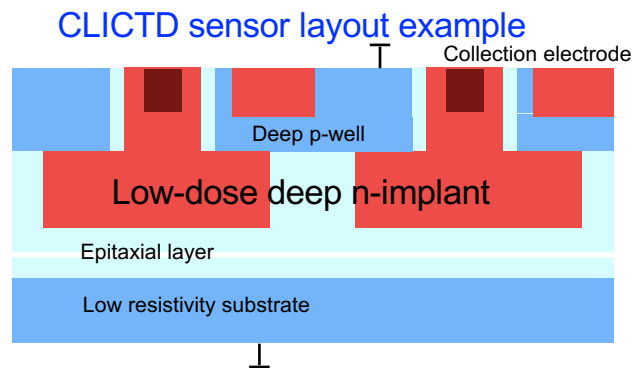 CLICTD sensor layout example
Collection electrode
Deep p-well
Low-dose deep n-implant
Epitaxial layer
Low resistivity substrate